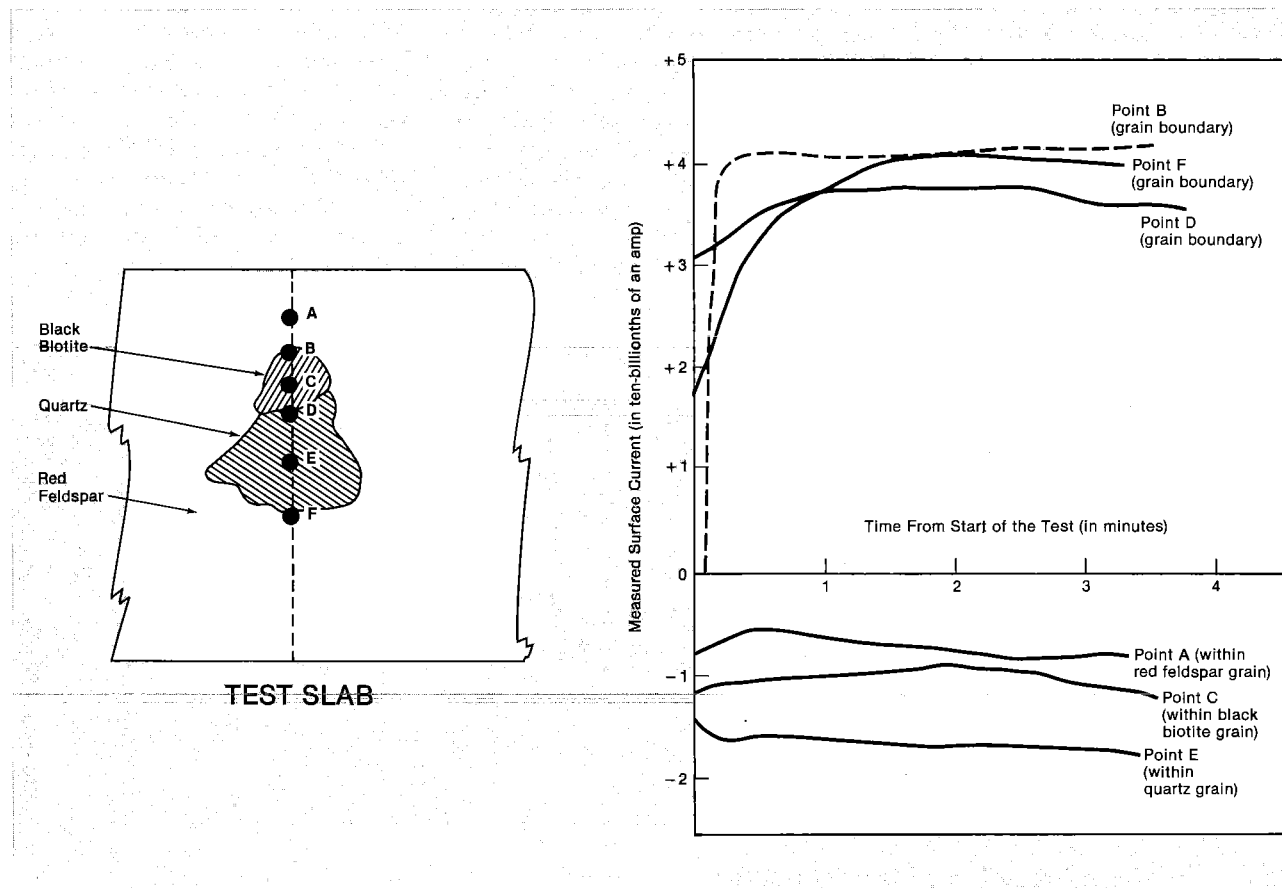 Black
Biotite
Quartz
Red
Feldspar
A
B
C
D
E
F
TEST SLAB
Measured Surface Current (in ten-billionths of an amp)
+5
+4
+3
+2
+1
0
−1
−2
Point B
(grain boundary)
Point F
(grain boundary)
Point D
(grain boundary)
Time From Start of the Test (in minutes)
1 2 3 4
Point A (within
red feldspar grain)
Point C
(within black
biotite grain)
Point E
(within
quartz grain)